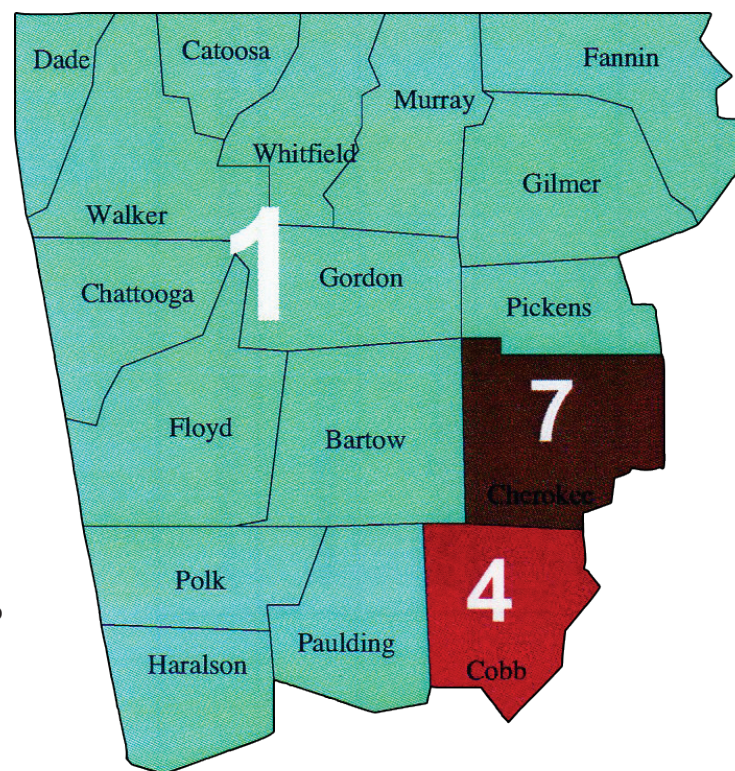 Dade
Catoosa
Fannin
Murray
Whitfield
Gilmer
Walker
1
Gordon
Chattooga
Pickens
7
Floyd
Bartow
Cherokee
Polk
4
Paulding
Haralson
Cobb